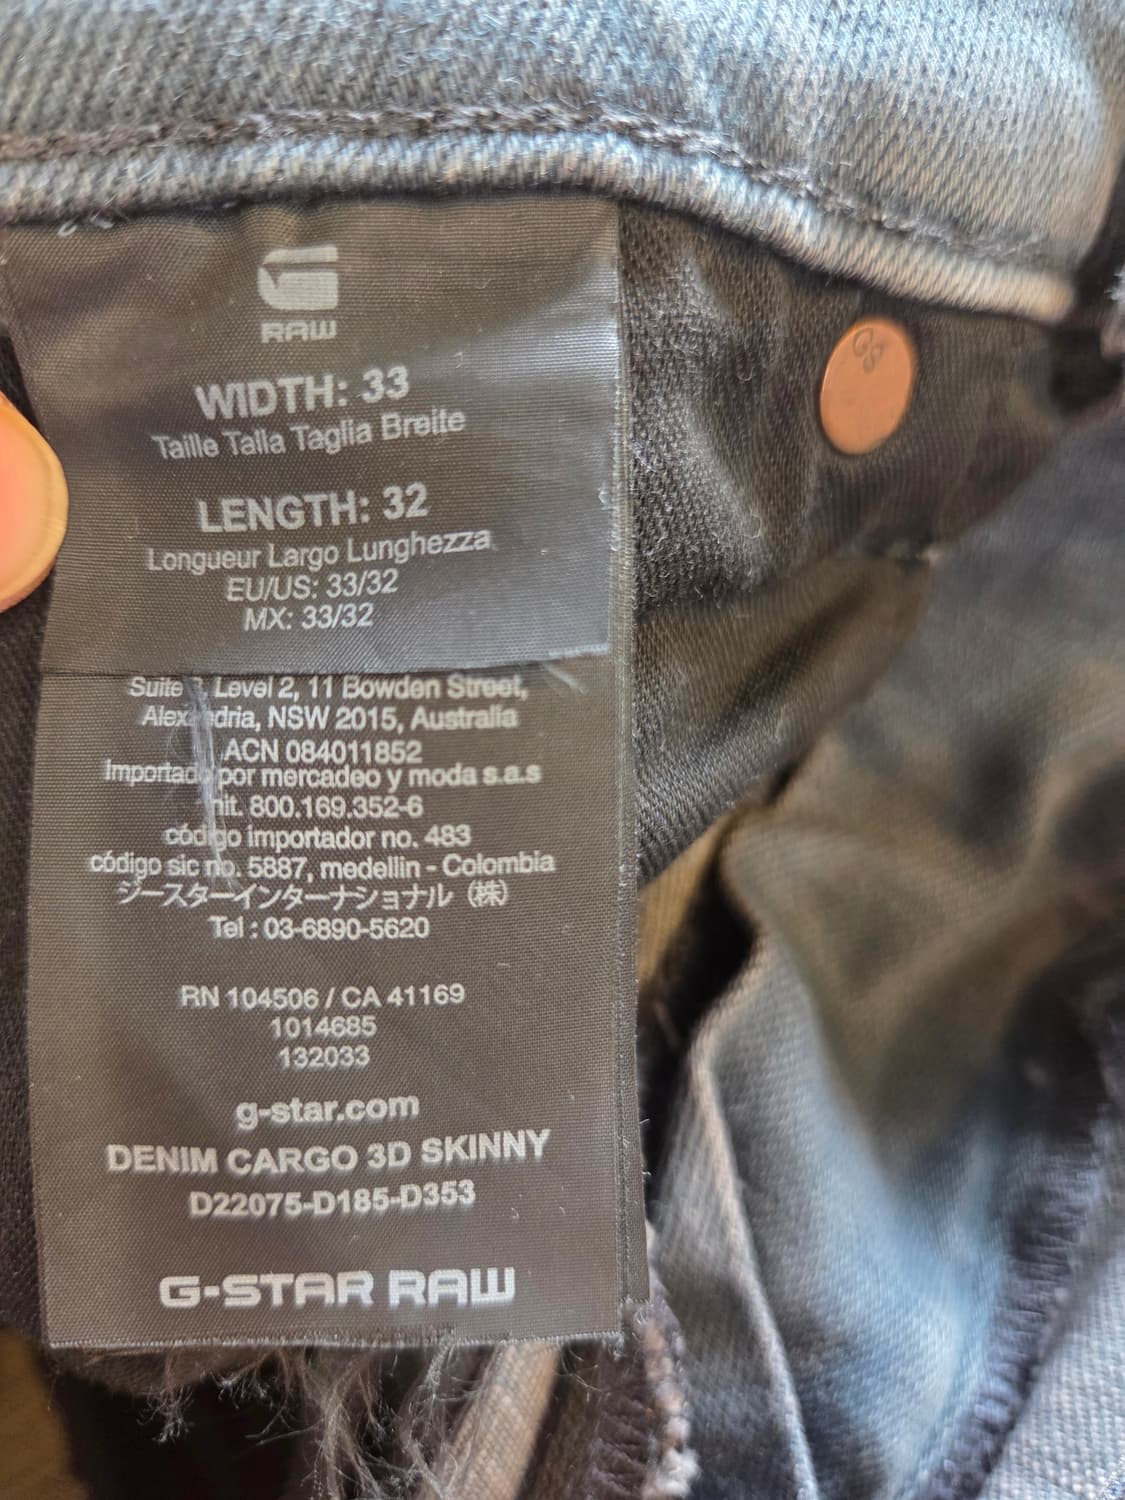 RAW
WIDTH: 33
Taille Talla Taglia Breite
LENGTH: 32
Longueur Largo Lunghezza
EU/US: 33/32
MX: 33/32
Suite Level 2, 11 Bowden Street,
Alexandria, NSW 2015, Australia
ACN 084011852
Importado por mercadeo y moda s.a.s
nit. 800.169.352-6
código importador no. 483
código sic no. 5887, medellin - Colombia
ジースターインターナショナル（株）
Tel : 03-6890-5620
RN 104506 / CA 41169
1014685
132033
g-star.com
DENIM CARGO 3D SKINNY
D22075-D185-D353
G-STAR RAW